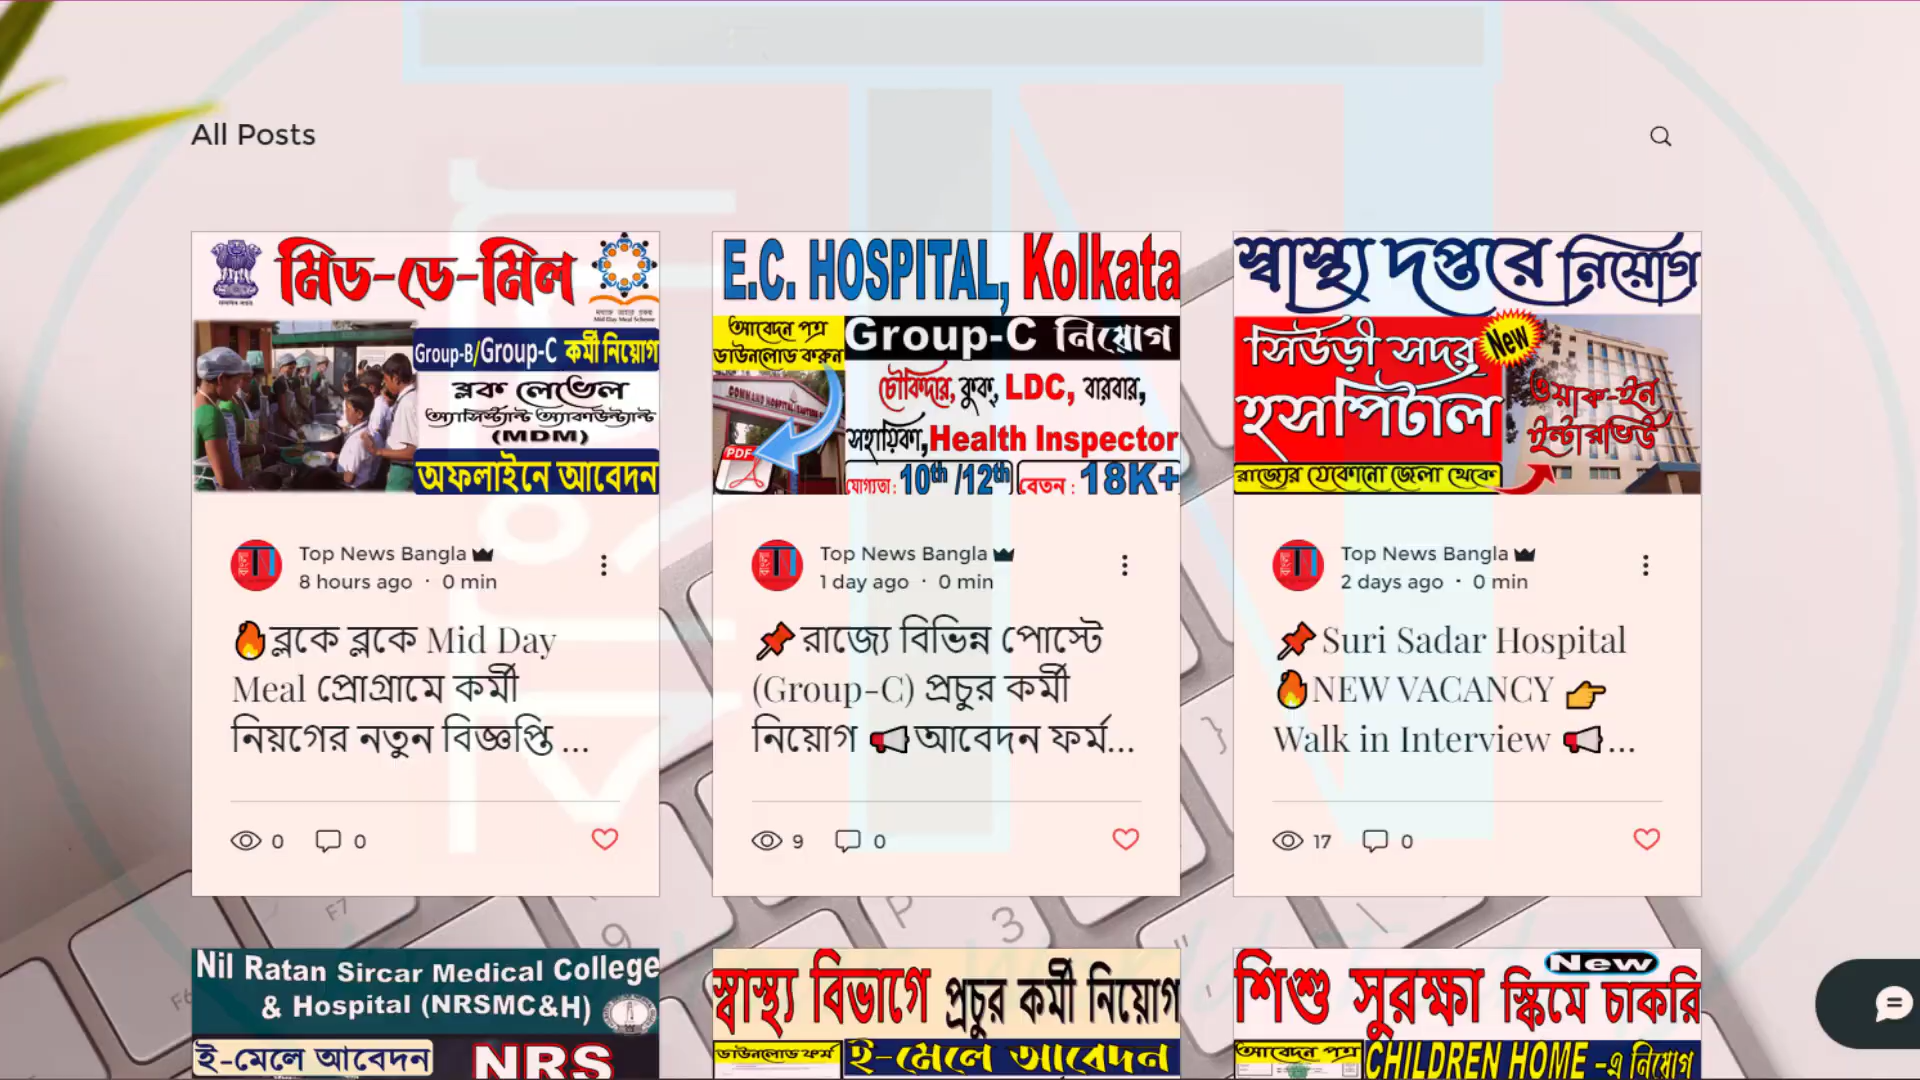 All Posts
মিড-ডে-মিল
Mid Day Meal Scheme
Group-B/Group-C কর্মী নিয়োগ
ব্লক লেভেল
অ্যাসিস্ট্যান্ট অ্যাকাউন্ট্যান্ট
(MDM)
অফলাইনে আবেদন
Top News Bangla
8 hours ago · 0 min
🔥ব্লকে ব্লকে Mid Day
Meal প্রোগ্রামে কর্মী
নিয়গের নতুন বিজ্ঞপ্তি ...
0 0
E.C. HOSPITAL, Kolkata
আবেদন পত্র
ডাউনলোড করুন
Group-C নিয়োগ
চৌকিদার, কুক, LDC, বারবার,
সহায়িকা, Health Inspector
COMMAND HOSPITAL
PDF
যোগ্যতা: 10th /12th
বেতন : 18K+
Top News Bangla
1 day ago · 0 min
📌রাজ্যে বিভিন্ন পোস্টে
(Group-C) প্রচুর কর্মী
নিয়োগ 📢আবেদন ফর্ম...
9 0
স্বাস্থ্য দপ্তরে নিয়োগ
সিউড়ী সদর
New
হসপিটাল
ওয়াক-ইন
ইন্টারভিউ
রাজ্যের যেকোনো জেলা থেকে
Top News Bangla
2 days ago · 0 min
📌Suri Sadar Hospital
🔥NEW VACANCY 👉
Walk in Interview 📢...
17 0
Nil Ratan Sircar Medical College
& Hospital (NRSMC&H)
ই-মেলে আবেদন
NRS
স্বাস্থ্য বিভাগে প্রচুর কর্মী নিয়োগ
ডাউনলোড ফর্ম
ই-মেলে আবেদন
New
শিশু সুরক্ষা স্কিমে চাকরি
আবেদন পত্র
CHILDREN HOME -এ নিয়োগ